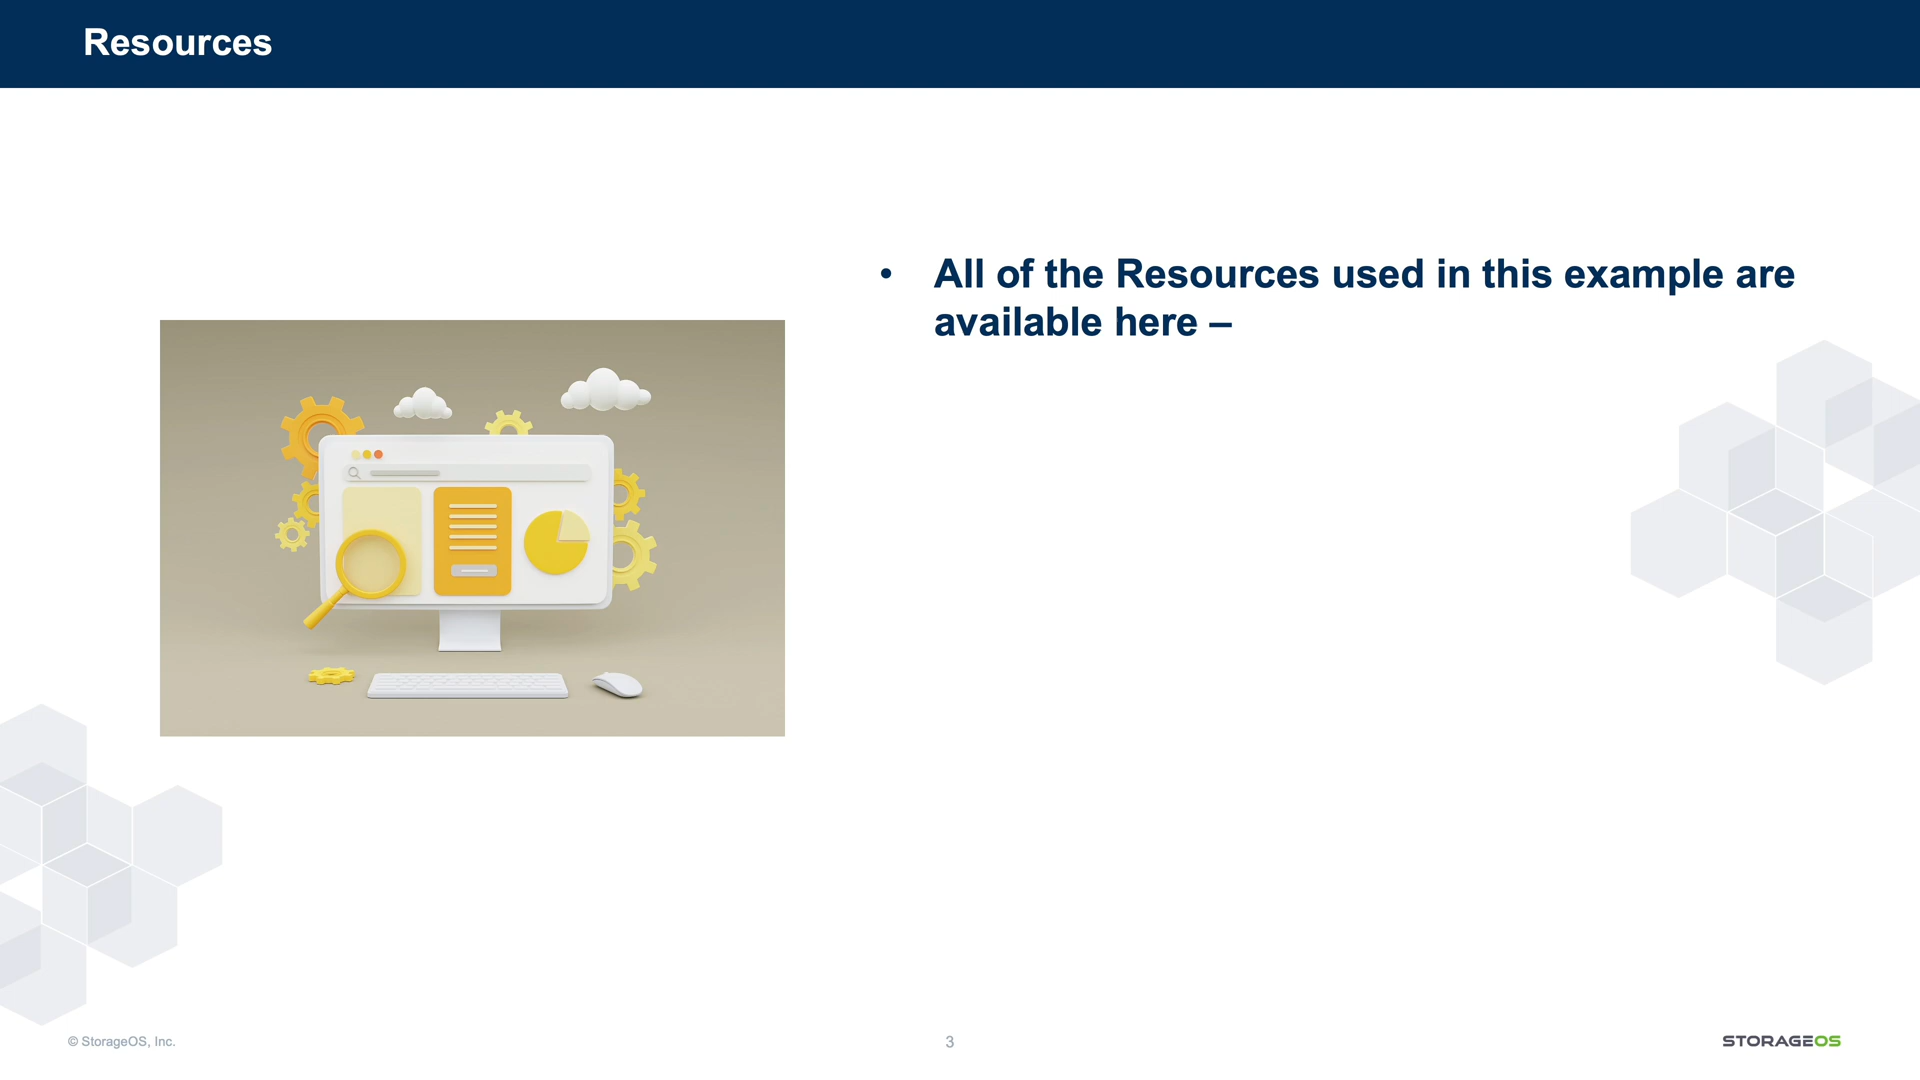 Resources
• All of the Resources used in this example are
available here –
© StorageOS, Inc.
3
STORAGEOS